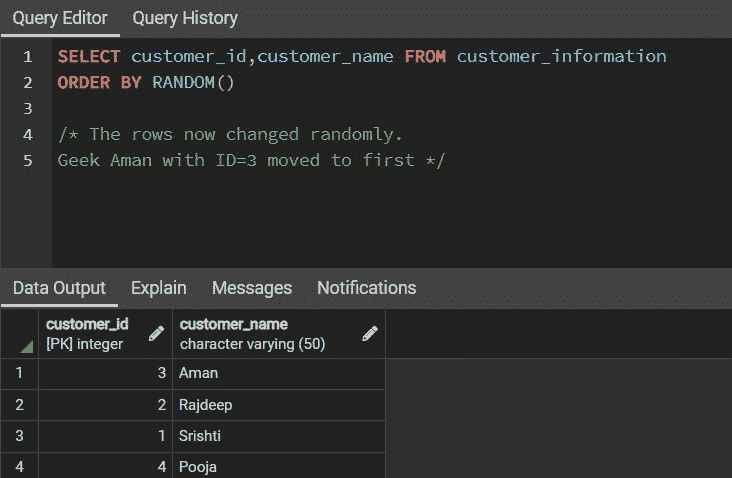 Query Editor Query History
1 SELECT customer_id,customer_name FROM customer_information
2 ORDER BY RANDOM()
3
4 /* The rows now changed randomly.
5 Geek Aman with ID=3 moved to first */
Data Output Explain Messages Notifications
customer_id customer_name
[PK] integer character varying (50)
1 3 Aman
2 2 Rajdeep
3 1 Srishti
4 4 Pooja